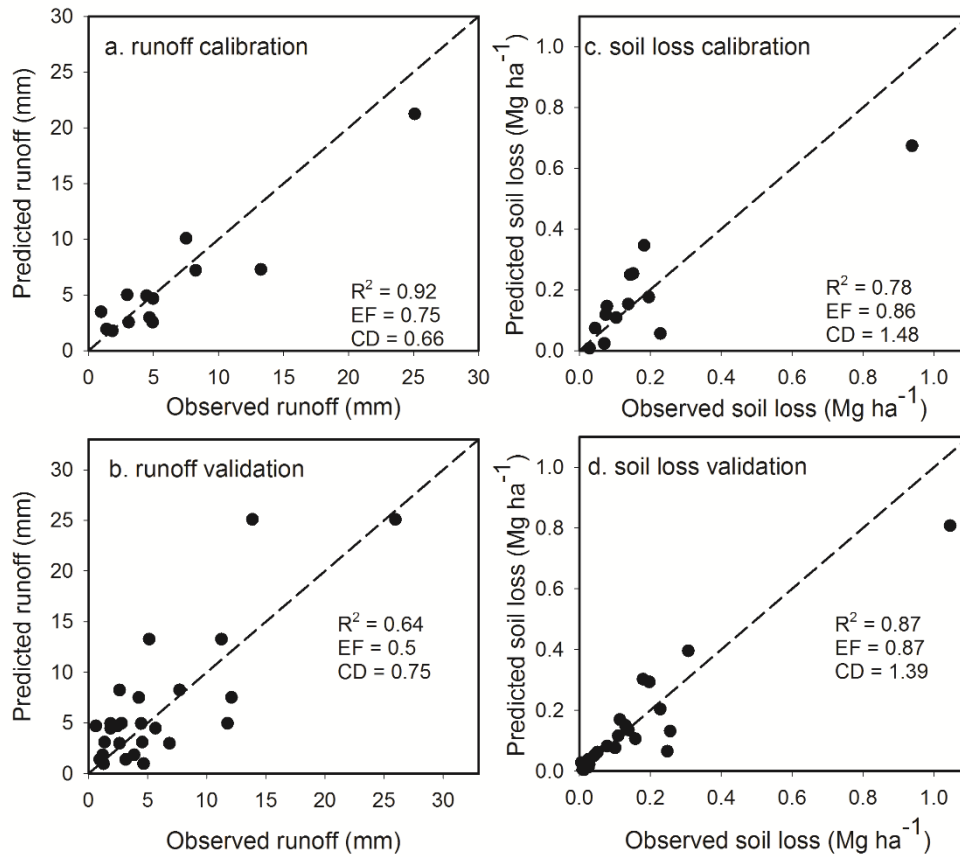 a. runoff calibration
Predicted runoff (mm)
30
25
20
15
10
5
0
R² = 0.92
EF = 0.75
CD = 0.66
0 5 10 15 20 25 30
Observed runoff (mm)
c. soil loss calibration
Predicted soil loss (Mg ha⁻¹)
1.0
0.8
0.6
0.4
0.2
0.0
R² = 0.78
EF = 0.86
CD = 1.48
0.0 0.2 0.4 0.6 0.8 1.0
Observed soil loss (Mg ha⁻¹)
b. runoff validation
Predicted runoff (mm)
30
25
20
15
10
5
0
R² = 0.64
EF = 0.5
CD = 0.75
0 5 10 15 20 25 30
Observed runoff (mm)
d. soil loss validation
Predicted soil loss (Mg ha⁻¹)
1.0
0.8
0.6
0.4
0.2
0.0
R² = 0.87
EF = 0.87
CD = 1.39
0.0 0.2 0.4 0.6 0.8 1.0
Observed soil loss (Mg ha⁻¹)